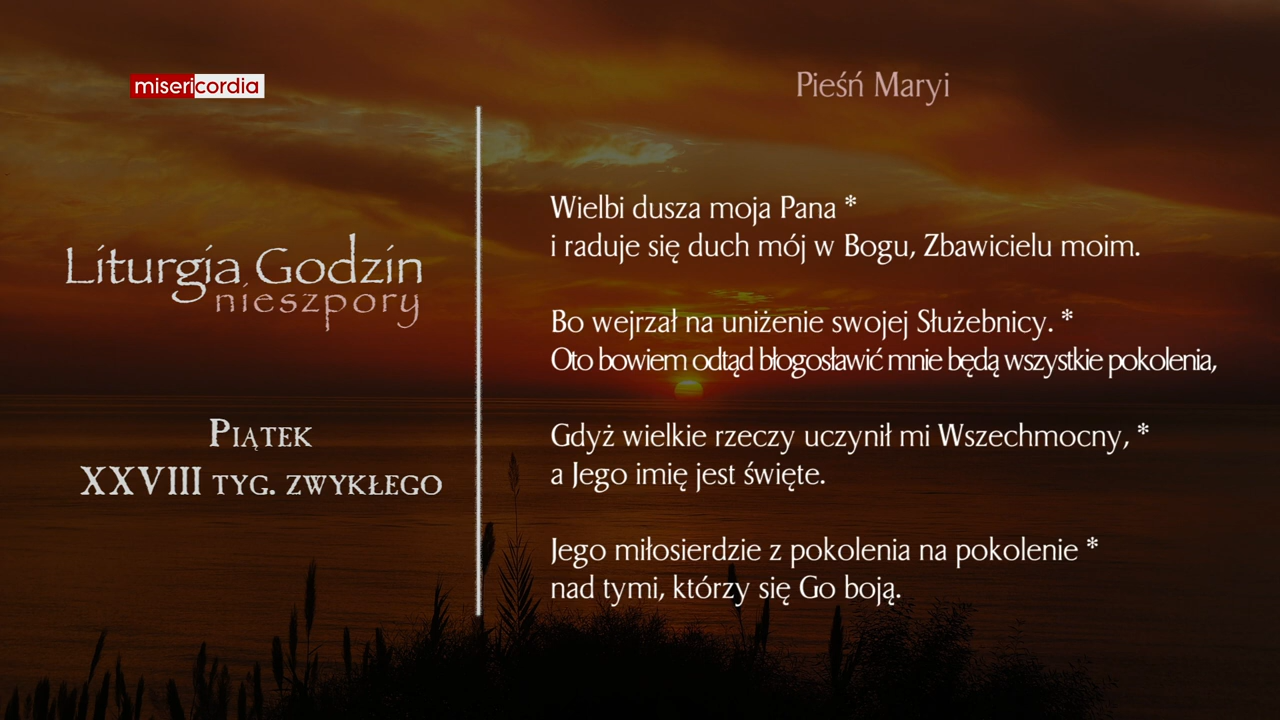 misericordia
Liturgia Godzin
nieszpory
Piątek
XXVIII tyg. zwykłego
Pieśń Maryi
Wielbi dusza moja Pana *
i raduje się duch mój w Bogu, Zbawicielu moim.
Bo wejrzał na uniżenie swojej Służebnicy. *
Oto bowiem odtąd błogosławić mnie będą wszystkie pokolenia,
Gdyż wielkie rzeczy uczynił mi Wszechmocny, *
a Jego imię jest święte.
Jego miłosierdzie z pokolenia na pokolenie *
nad tymi, którzy się Go boją.